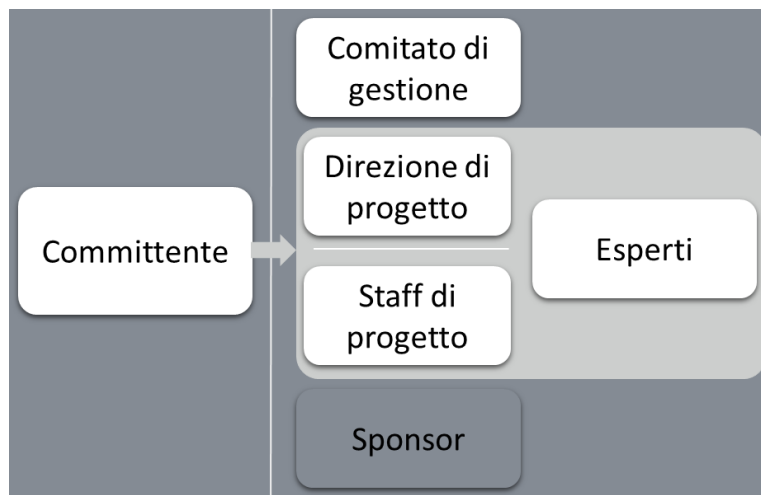 Comitato di
gestione
Direzione di
progetto
Committente
Esperti
Staff di
progetto
Sponsor